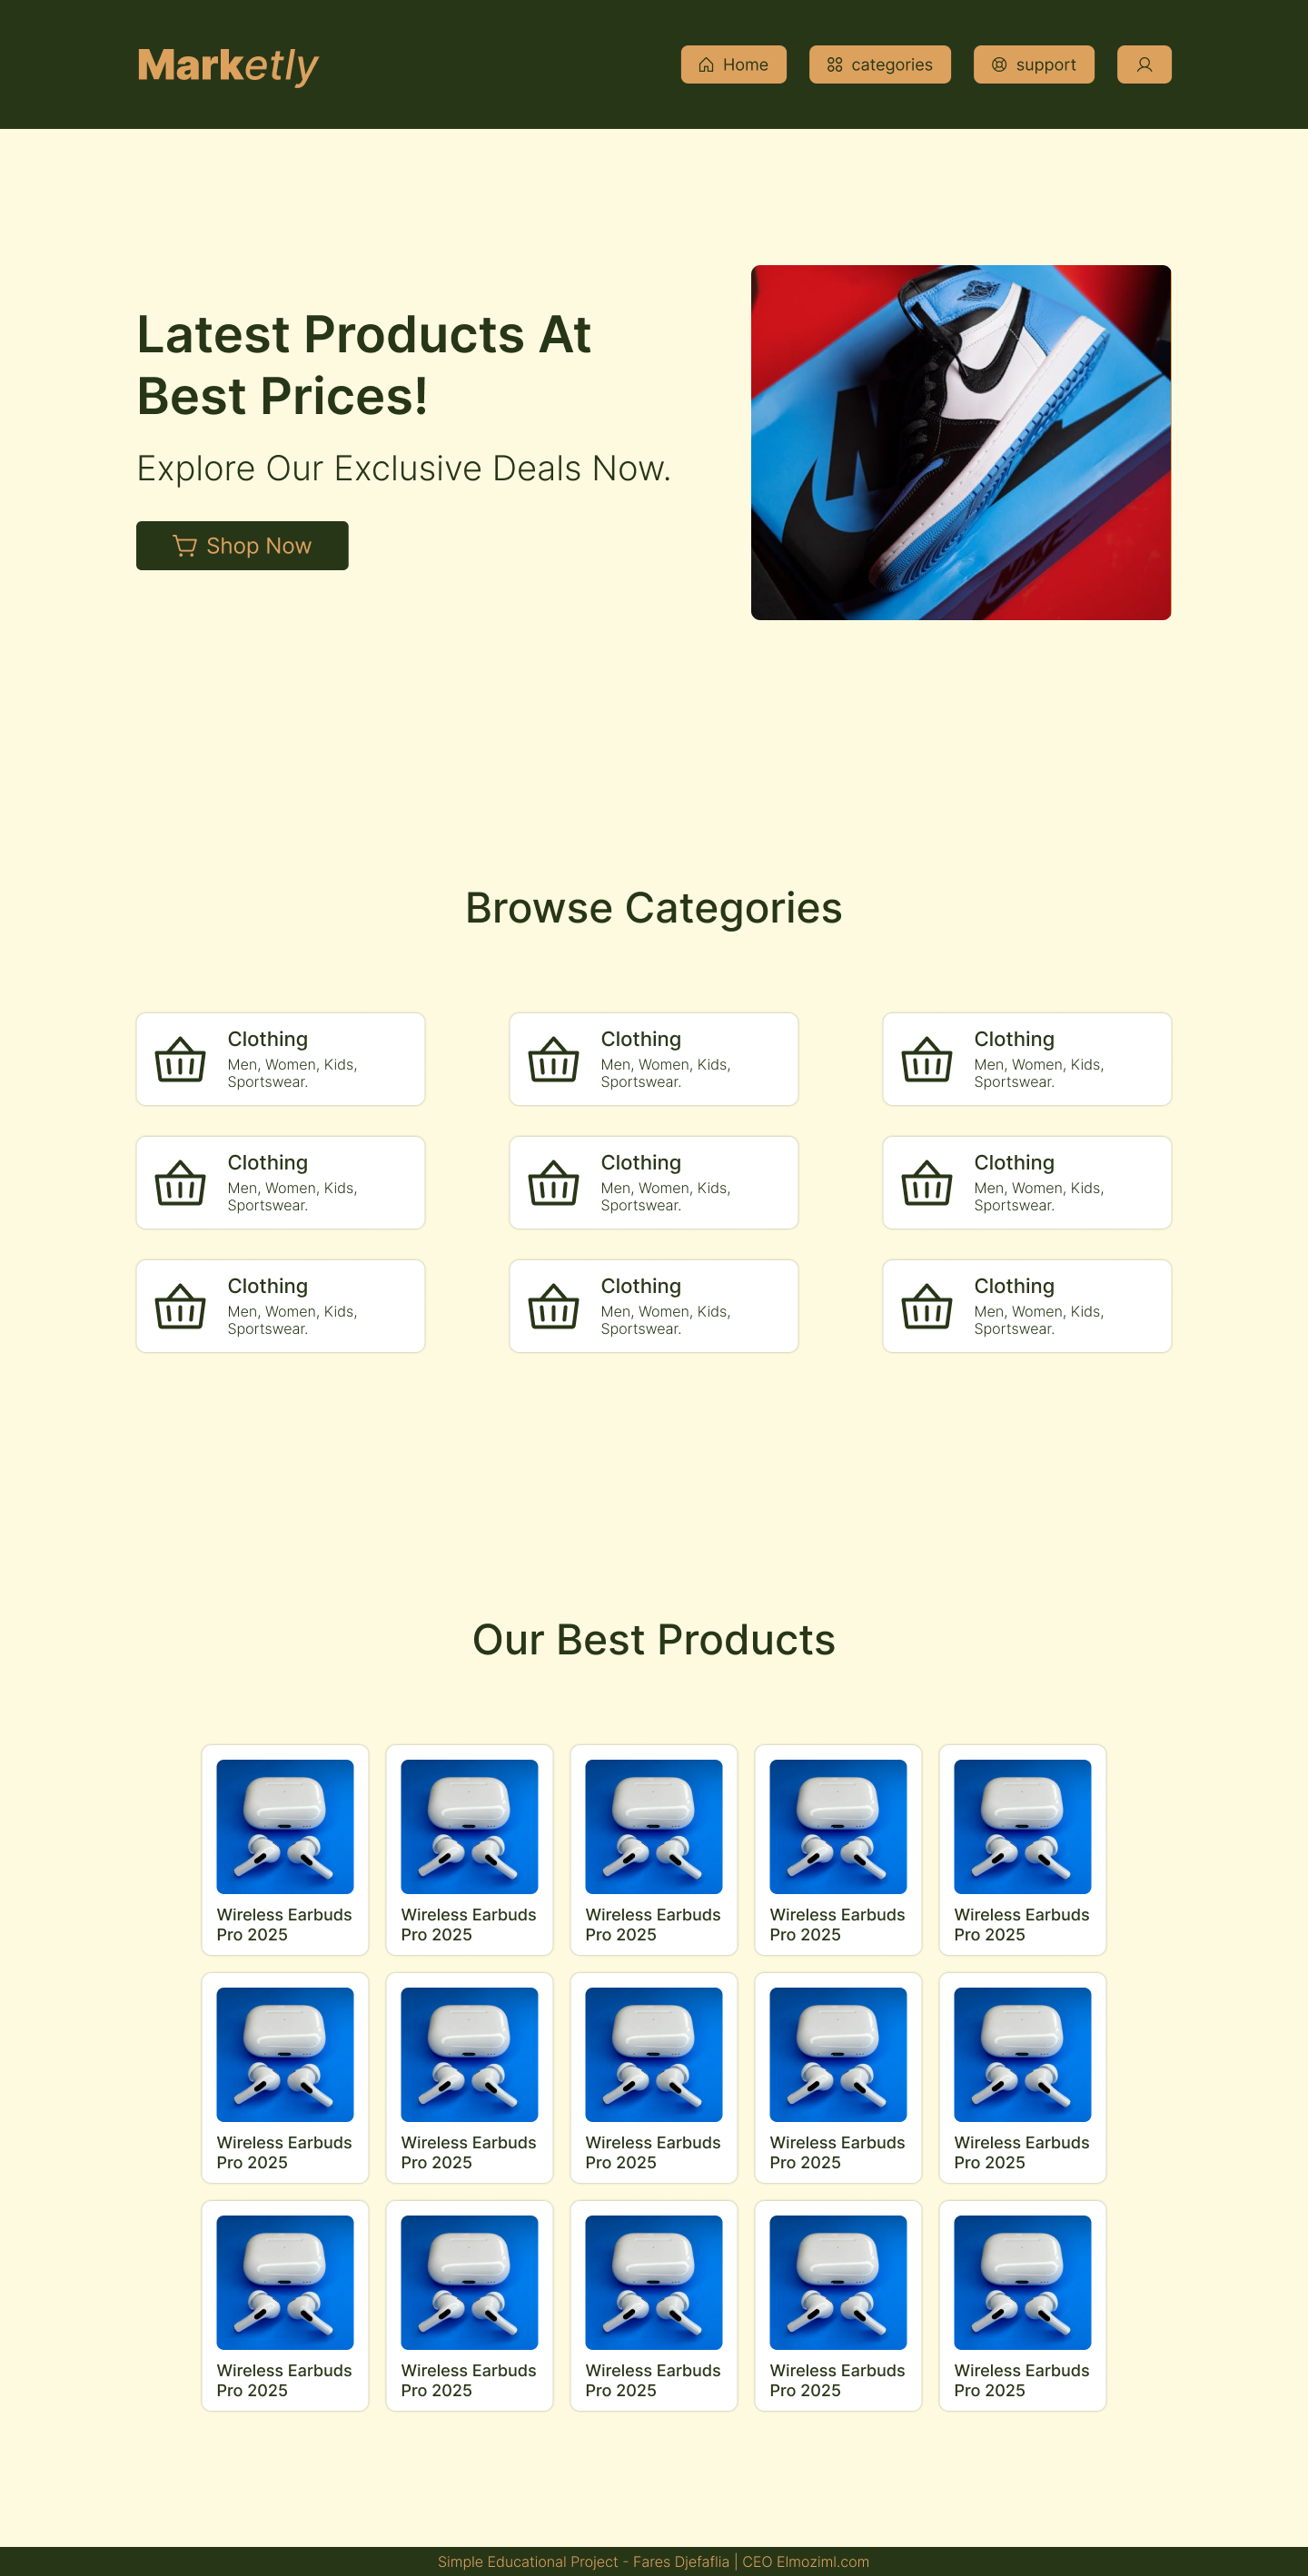 Marketly
Home
categories
support
Latest Products At
Best Prices!
Explore Our Exclusive Deals Now.
Shop Now
NIKE
Browse Categories
Clothing
Men, Women, Kids,
Sportswear.
Clothing
Men, Women, Kids,
Sportswear.
Clothing
Men, Women, Kids,
Sportswear.
Clothing
Men, Women, Kids,
Sportswear.
Clothing
Men, Women, Kids,
Sportswear.
Clothing
Men, Women, Kids,
Sportswear.
Clothing
Men, Women, Kids,
Sportswear.
Clothing
Men, Women, Kids,
Sportswear.
Clothing
Men, Women, Kids,
Sportswear.
Our Best Products
Wireless Earbuds
Pro 2025
Wireless Earbuds
Pro 2025
Wireless Earbuds
Pro 2025
Wireless Earbuds
Pro 2025
Wireless Earbuds
Pro 2025
Wireless Earbuds
Pro 2025
Wireless Earbuds
Pro 2025
Wireless Earbuds
Pro 2025
Wireless Earbuds
Pro 2025
Wireless Earbuds
Pro 2025
Wireless Earbuds
Pro 2025
Wireless Earbuds
Pro 2025
Wireless Earbuds
Pro 2025
Wireless Earbuds
Pro 2025
Wireless Earbuds
Pro 2025
Simple Educational Project - Fares Djefaflia | CEO Elmoziml.com